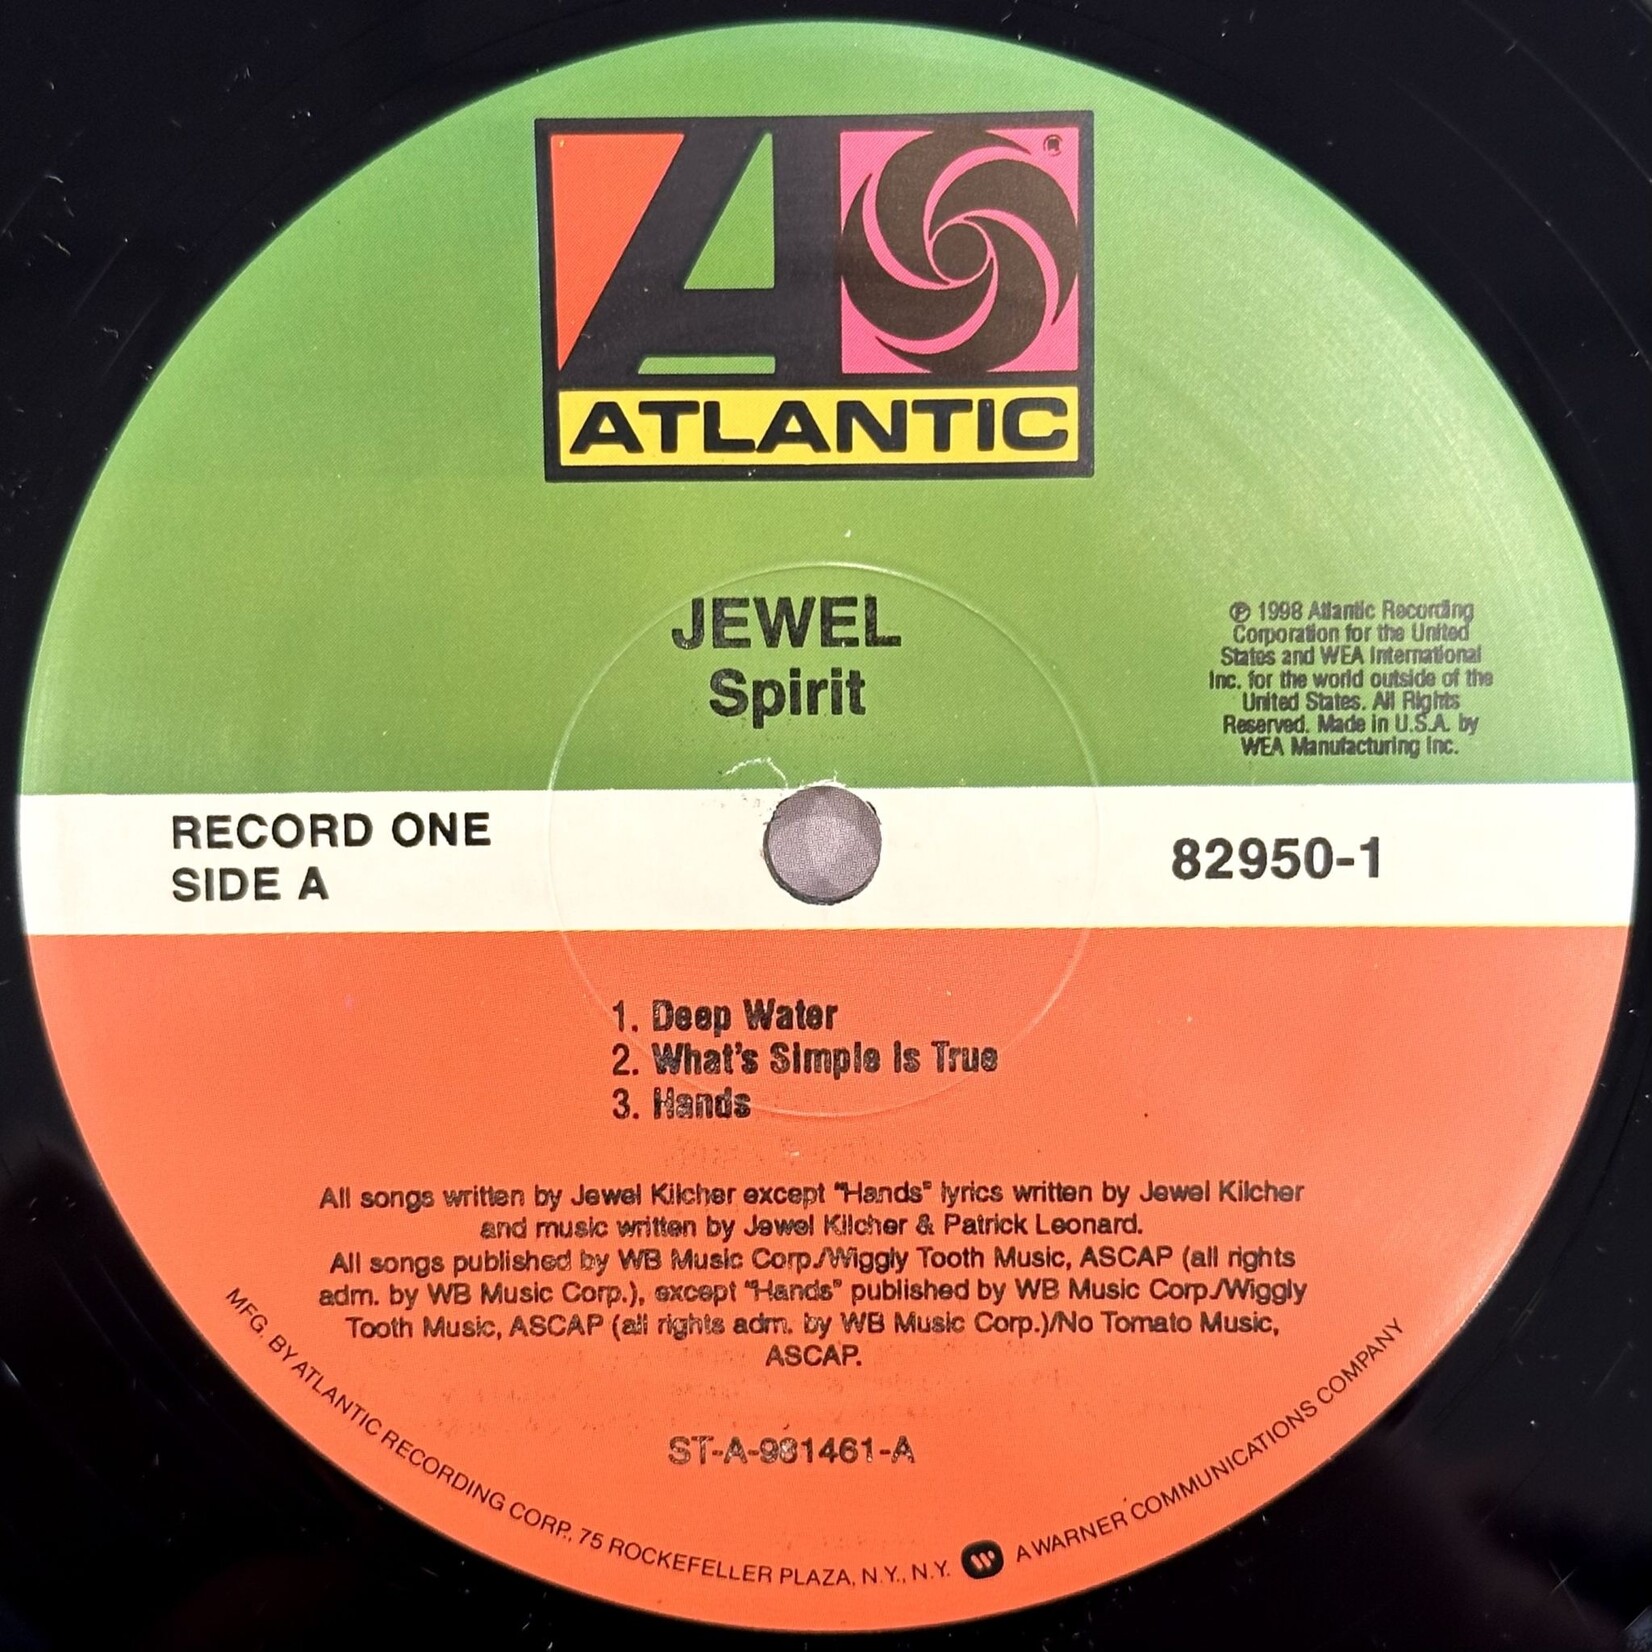 ATLANTIC
®
JEWEL
Spirit
℗ 1998 Atlantic Recording
Corporation for the United
States and WEA International
Inc. for the world outside of the
United States. All Rights
Reserved. Made in U.S.A. by
WEA Manufacturing Inc.
RECORD ONE
SIDE A
82950-1
1. Deep Water
2. What's Simple Is True
3. Hands
All songs written by Jewel Kilcher except "Hands" lyrics written by Jewel Kilcher
and music written by Jewel Kilcher & Patrick Leonard.
All songs published by WB Music Corp./Wiggly Tooth Music, ASCAP (all rights
adm. by WB Music Corp.), except "Hands" published by WB Music Corp./Wiggly
Tooth Music, ASCAP (all rights adm. by WB Music Corp.)/No Tomato Music,
ASCAP.
ST-A-981461-A
MFG. BY ATLANTIC RECORDING CORP., 75 ROCKEFELLER PLAZA, N.Y., N.Y. A WARNER COMMUNICATIONS COMPANY